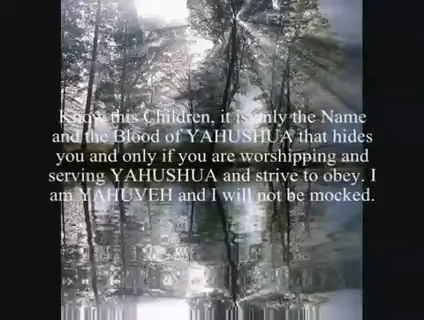 Know this Children, it is only the Name
and the Blood of YAHUSHUA that hides
you and only if you are worshipping and
serving YAHUSHUA and strive to obey. I
am YAHUVEH and I will not be mocked.